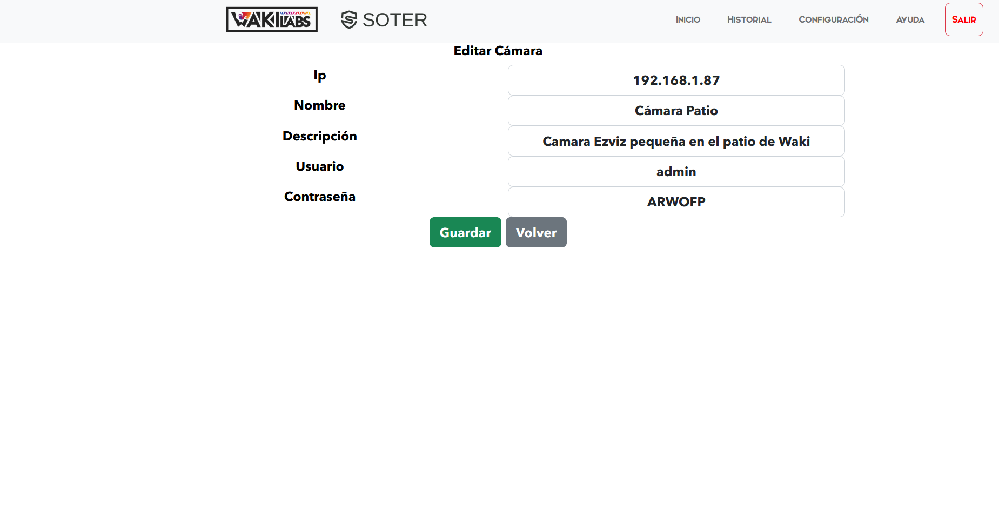 WAKI LABS SOTER INICIO HISTORIAL CONFIGURACIÓN AYUDA SALIR
Editar Cámara
Ip 192.168.1.87
Nombre Cámara Patio
Descripción Camara Ezviz pequeña en el patio de Waki
Usuario admin
Contraseña ARWOFP
Guardar Volver